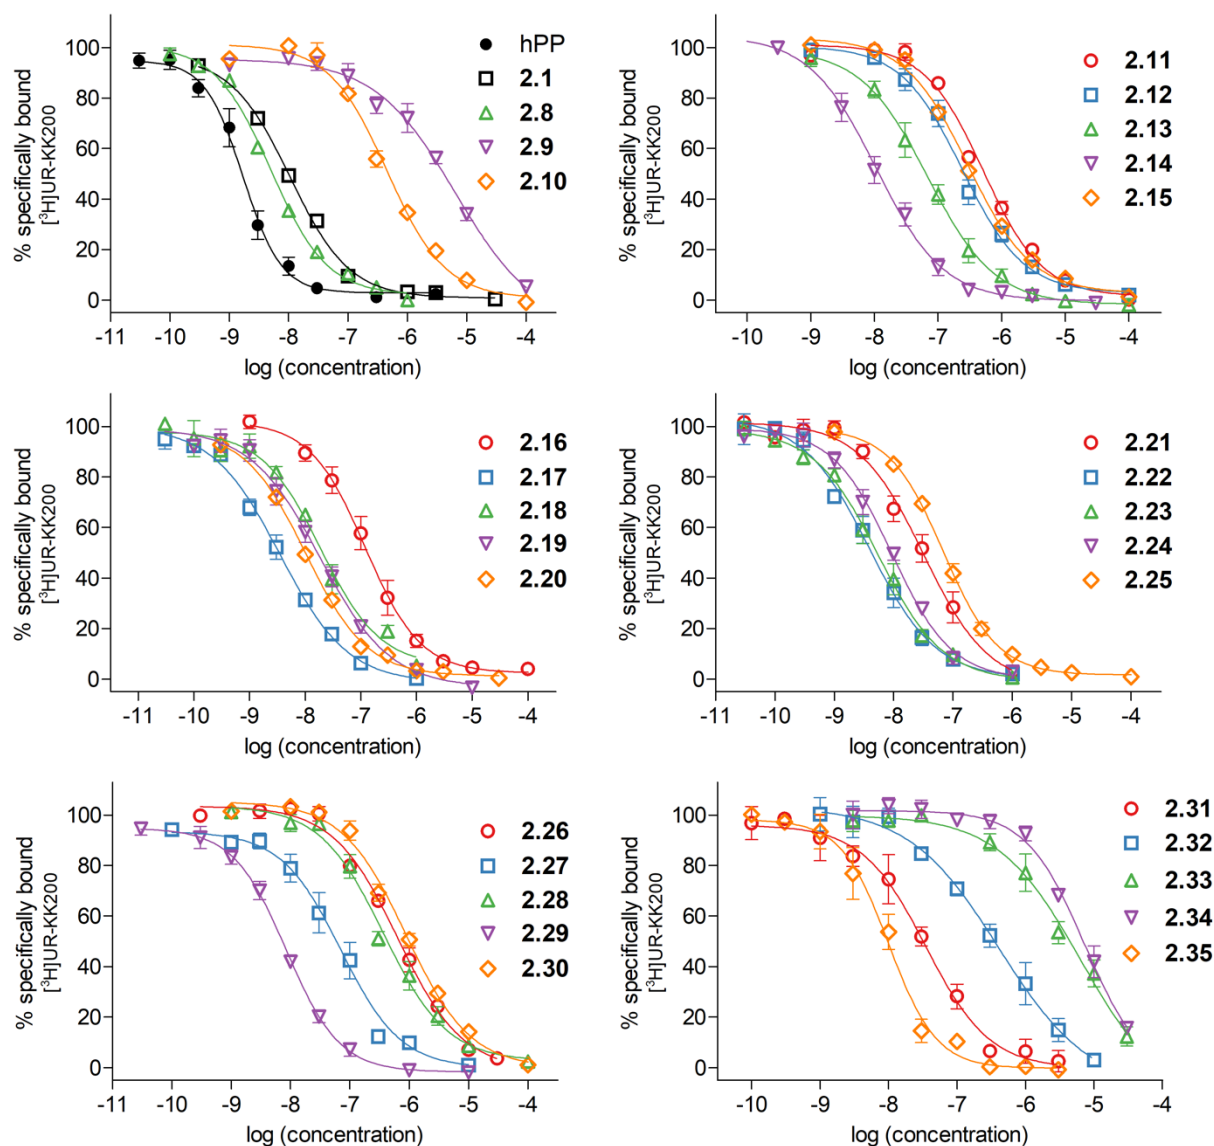 % specifically bound
[³H]UR-KK200
100
80
60
40
20
0
-11 -10 -9 -8 -7 -6 -5 -4
log (concentration)
hPP
2.1
2.8
2.9
2.10
% specifically bound
[³H]UR-KK200
100
80
60
40
20
0
-10 -9 -8 -7 -6 -5 -4
log (concentration)
2.11
2.12
2.13
2.14
2.15
% specifically bound
[³H]UR-KK200
100
80
60
40
20
0
-11 -10 -9 -8 -7 -6 -5 -4
log (concentration)
2.16
2.17
2.18
2.19
2.20
% specifically bound
[³H]UR-KK200
100
80
60
40
20
0
-11 -10 -9 -8 -7 -6 -5 -4
log (concentration)
2.21
2.22
2.23
2.24
2.25
% specifically bound
[³H]UR-KK200
100
80
60
40
20
0
-11 -10 -9 -8 -7 -6 -5 -4
log (concentration)
2.26
2.27
2.28
2.29
2.30
% specifically bound
[³H]UR-KK200
100
80
60
40
20
0
-10 -9 -8 -7 -6 -5 -4
log (concentration)
2.31
2.32
2.33
2.34
2.35